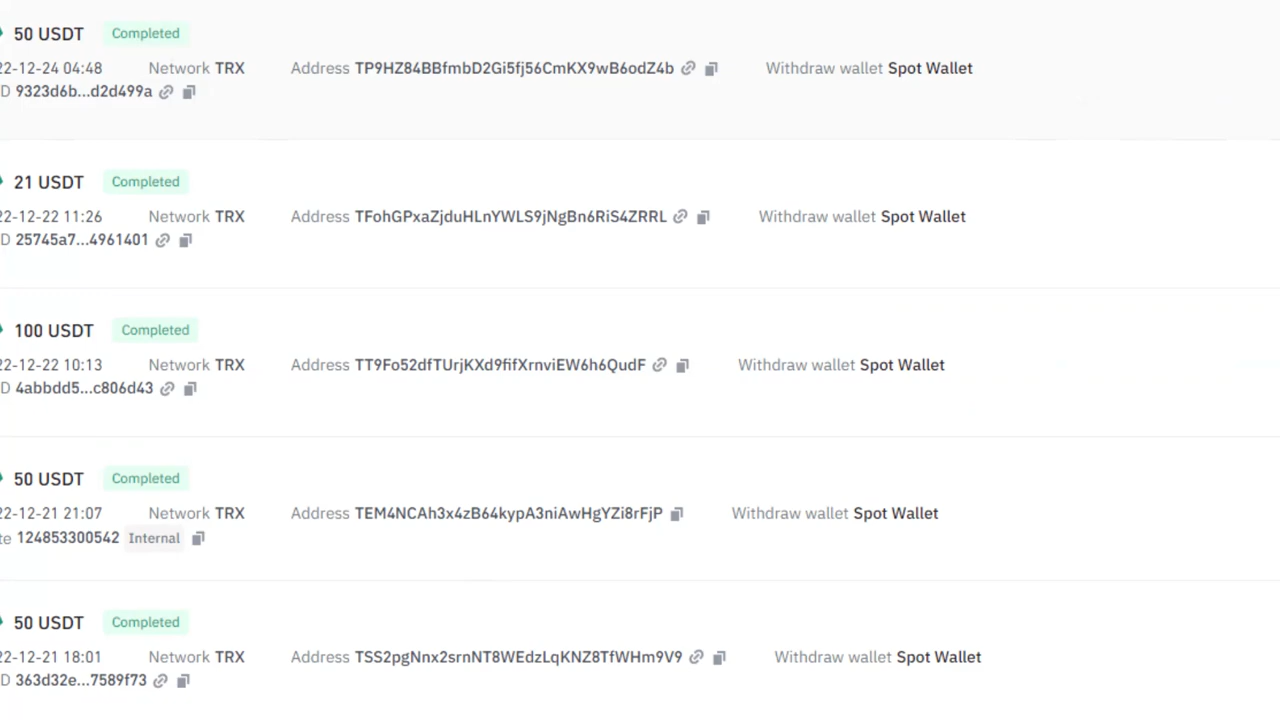 50 USDT Completed
22-12-24 04:48 Network TRX Address TP9HZ84BBfmbD2Gi5fj56CmKX9wB6odZ4b Withdraw wallet Spot Wallet
D 9323d6b...d2d499a
21 USDT Completed
22-12-22 11:26 Network TRX Address TFohGPxaZjduHLnYWLS9jNgBn6RiS4ZRRL Withdraw wallet Spot Wallet
D 25745a7...4961401
100 USDT Completed
22-12-22 10:13 Network TRX Address TT9Fo52dfTUrjKXd9fifXrnviEW6h6QudF Withdraw wallet Spot Wallet
D 4abbdd5...c806d43
50 USDT Completed
22-12-21 21:07 Network TRX Address TEM4NCAh3x4zB64kypA3niAwHgYZi8rFjP Withdraw wallet Spot Wallet
te 124853300542 Internal
50 USDT Completed
22-12-21 18:01 Network TRX Address TSS2pgNnx2srnNT8WEdzLqKNZ8TfWHm9V9 Withdraw wallet Spot Wallet
D 363d32e...7589f73